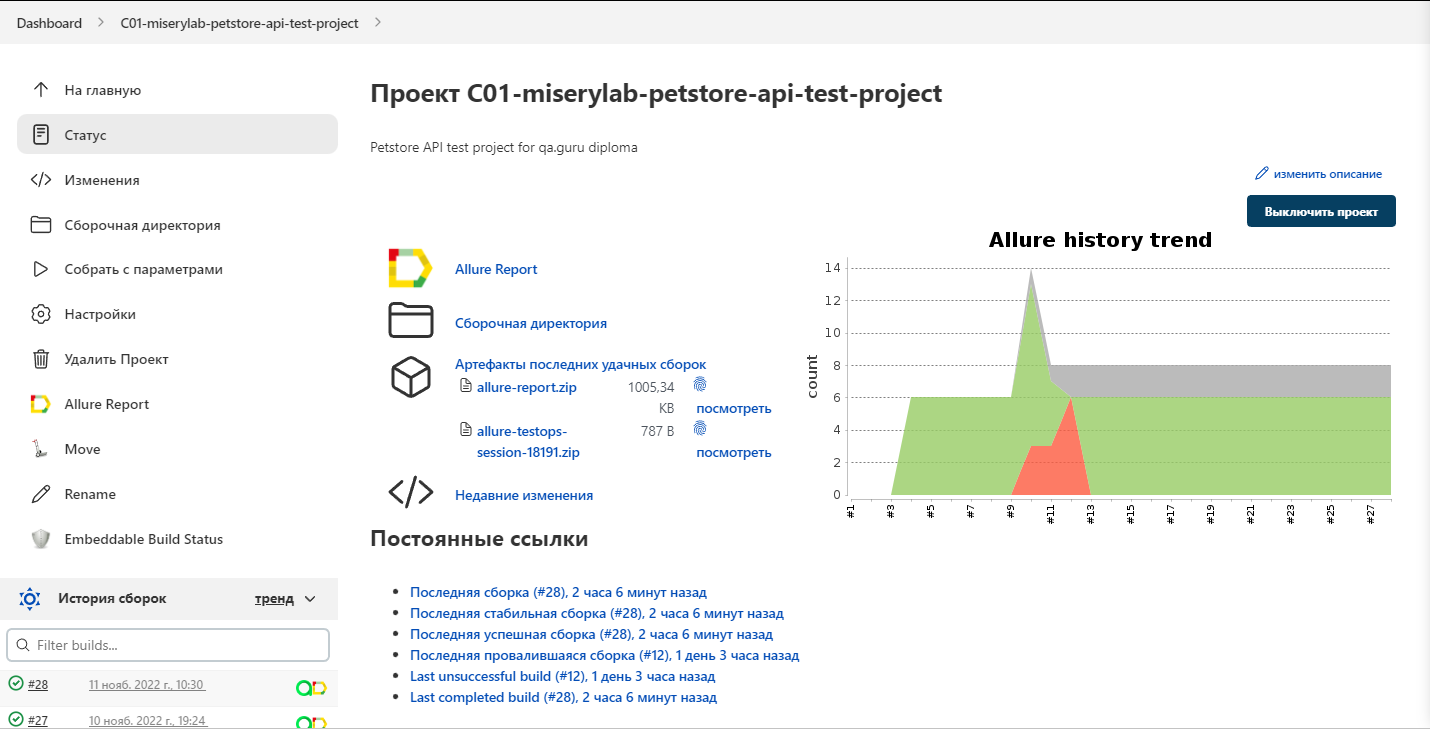 Dashboard
C01-miserylab-petstore-api-test-project
На главную
Статус
Изменения
Сборочная директория
Собрать с параметрами
Настройки
Удалить Проект
Allure Report
Move
Rename
Embeddable Build Status
История сборок
тренд
Filter builds...
#28
11 нояб. 2022 г., 10:30
#27
10 нояб. 2022 г., 19:24
Проект C01-miserylab-petstore-api-test-project
Petstore API test project for qa.guru diploma
изменить описание
Выключить проект
Allure Report
Сборочная директория
Артефакты последних удачных сборок
allure-report.zip
1005,34
KB
посмотреть
allure-testops-
787 B
session-18191.zip
посмотреть
Недавние изменения
Allure history trend
count
14
12
10
8
6
4
2
0
#1
#3
#5
#7
#9
#11
#13
#15
#17
#19
#21
#23
#25
#27
Постоянные ссылки
Последняя сборка (#28), 2 часа 6 минут назад
Последняя стабильная сборка (#28), 2 часа 6 минут назад
Последняя успешная сборка (#28), 2 часа 6 минут назад
Последняя провалившаяся сборка (#12), 1 день 3 часа назад
Last unsuccessful build (#12), 1 день 3 часа назад
Last completed build (#28), 2 часа 6 минут назад